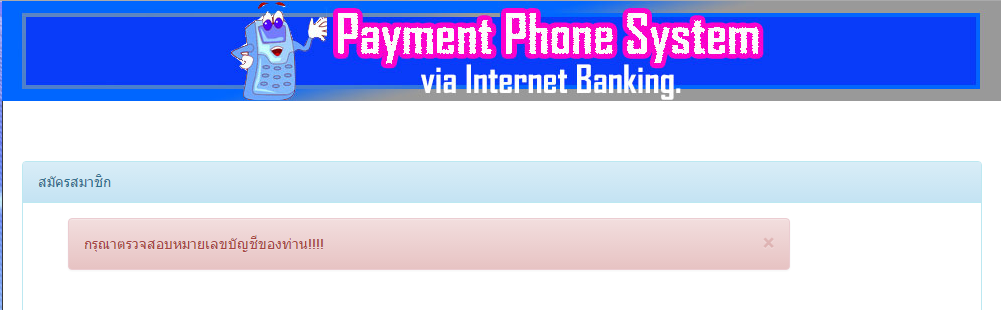 Payment Phone System
via Internet Banking.
สมัครสมาชิก
กรุณาตรวจสอบหมายเลขบัญชีของท่าน!!!!
×